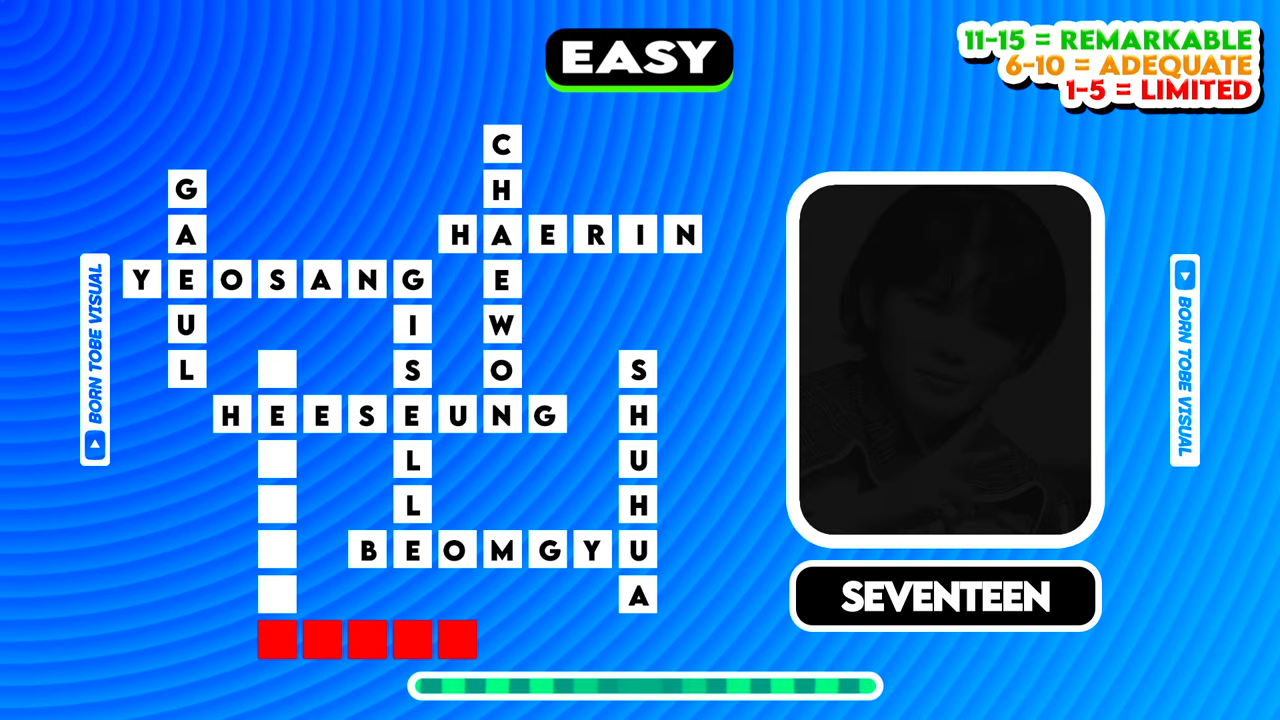 EASY
11-15 = REMARKABLE
6-10 = ADEQUATE
1-5 = LIMITED
C
G H
A HAERIN
YEOSANG E
U I W
L S O S
HEESEUNG H
L U
L H
BEOMGYU
A
BORN TOBE VISUAL
BORN TOBE VISUAL
SEVENTEEN